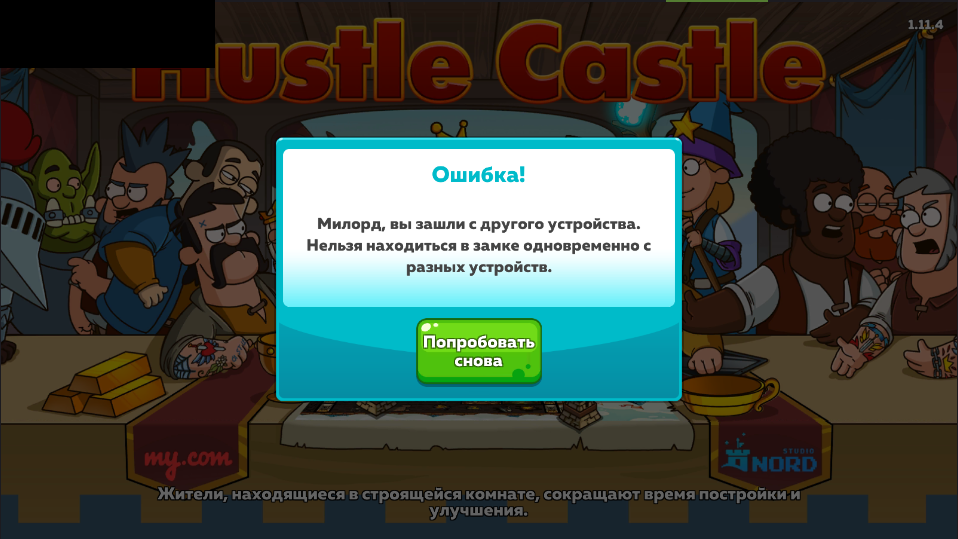 1.11.4
Hustle Castle
Ошибка!
Милорд, вы зашли с другого устройства.
Нельзя находиться в замке одновременно с
разных устройств.
Попробовать
снова
my.com
STUDIO
NORD
Жители, находящиеся в строящейся комнате, сокращают время постройки и
улучшения.